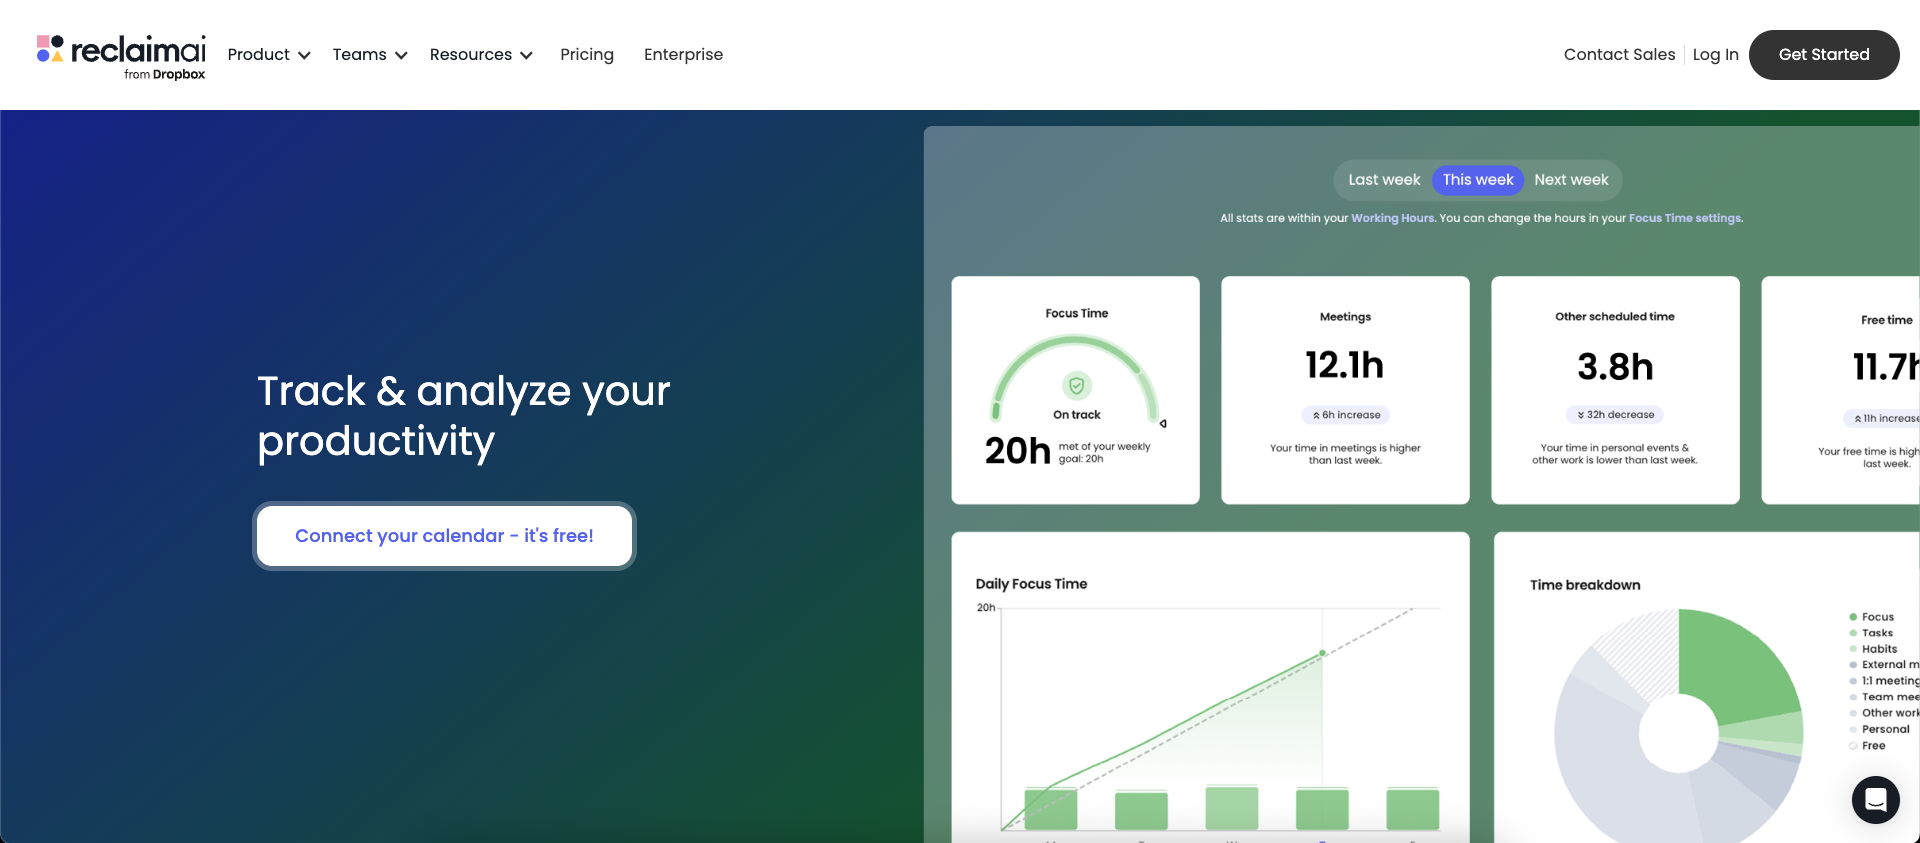 reclaimai
from Dropbox
Product
Teams
Resources
Pricing
Enterprise
Contact Sales
Log In
Get Started
Track & analyze your
productivity
Connect your calendar - it's free!
Last week
This week
Next week
All stats are within your Working Hours. You can change the hours in your Focus Time settings.
Focus Time
On track
20h
met of your weekly
goal: 20h
Meetings
12.1h
6h increase
Your time in meetings is higher
than last week.
Other scheduled time
3.8h
32h decrease
Your time in personal events &
other work is lower than last week.
Free time
11.7h
11h increase
Your free time is high
last week.
Daily Focus Time
20h
Time breakdown
Focus
Tasks
Habits
External m
1:1 meeting
Team mee
Other work
Personal
Free